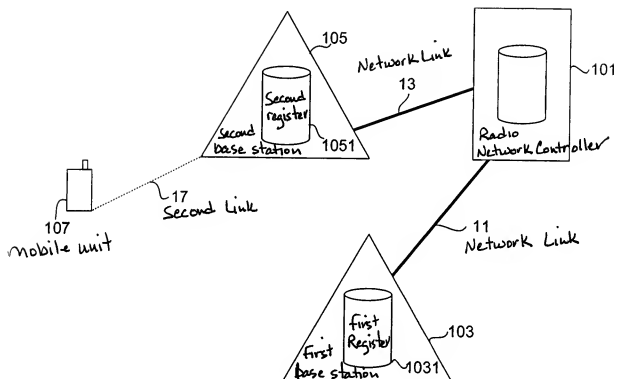 105
Network Link
13
101
Second
register
1051
Second
base station
Radio
Network Controller
107
mobile unit
17
Second Link
11
Network Link
First
Register
1031
First
base station
103